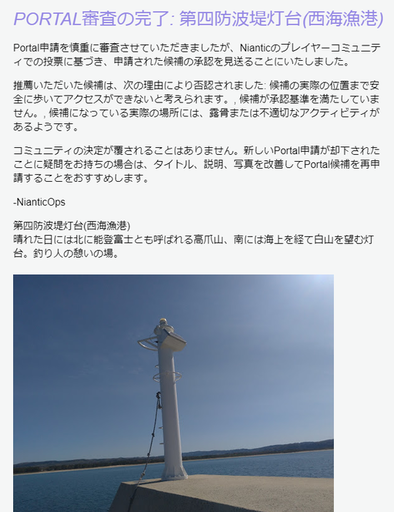 PORTAL審査の完了: 第四防波堤灯台(西海漁港)
Portal申請を慎重に審査させていただきましたが、Nianticのプレイヤーコミュニテ
ィでの投票に基づき、申請された候補の承認を見送ることにいたしました。
推薦いただいた候補は、次の理由により否認されました: 候補の実際の位置まで安
全に歩いてアクセスができないと考えられます。, 候補が承認基準を満たしていま
せん。, 候補になっている実際の場所には、露骨または不適切なアクティビティが
あるようです。
コミュニティの決定が覆されることはありません。新しいPortal申請が却下された
ことに疑問をお持ちの場合は、タイトル、説明、写真を改善してPortal候補を再申
請することをおすすめします。
-NianticOps
第四防波堤灯台(西海漁港)
晴れた日には北に能登富士とも呼ばれる高爪山、南には海上を経て白山を望む灯
台。釣り人の憩いの場。